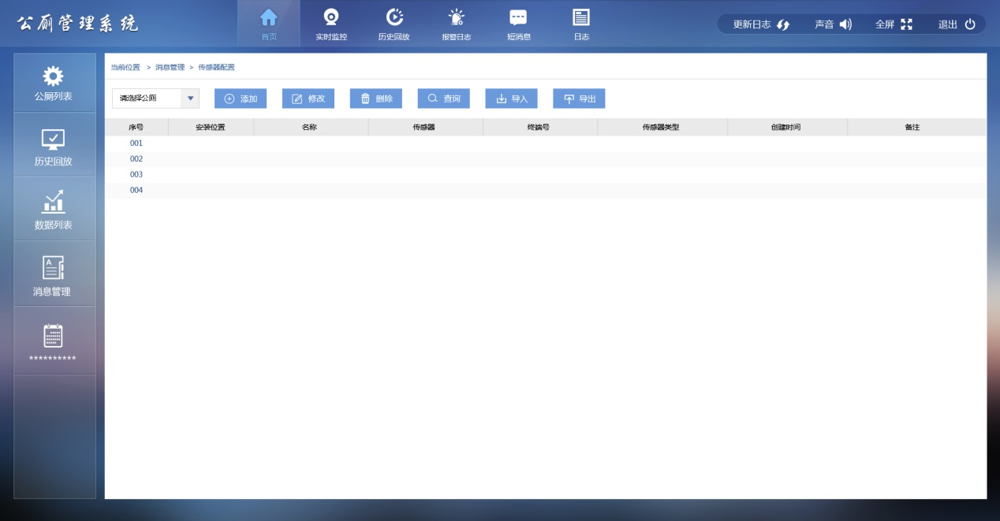 公厕管理系统
首页 实时监控 历史回放 报警日志 短消息 日志
更新日志 声音 全屏 退出
公厕列表
历史回放
数据列表
消息管理
**********
当前位置 > 消息管理 > 传感器配置
请选择公厕 添加 修改 删除 查询 导入 导出
序号 安装位置 名称 传感器 终端号 传感器类型 创建时间 备注
001
002
003
004